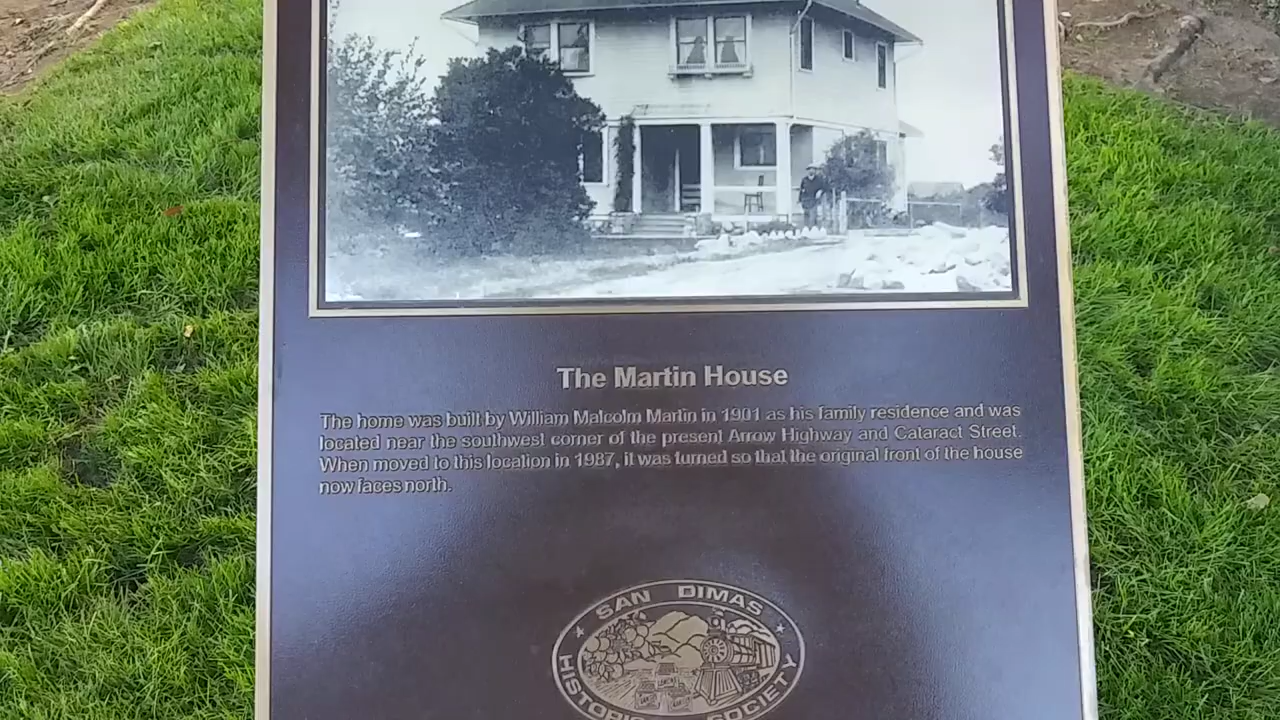 The Martin House
The home was built by William Malcolm Martin in 1901 as his family residence and was
located near the southwest corner of the present Arrow Highway and Cataract Street.
When moved to this location in 1987, it was turned so that the original front of the house
now faces north.
SAN DIMAS
SOCIETY